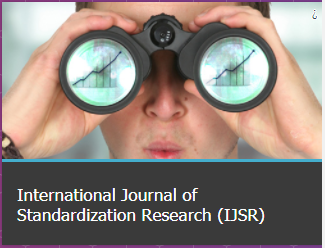 International Journal of
Standardization Research (IJSR)